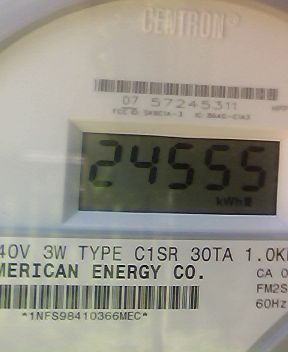 CENTRON®
07 57245311
24555
kWh
40V 3W TYPE C1SR 30TA 1.0K
MERICAN ENERGY CO.
CA 0
FM2S
60Hz
*1NFS98410366MEC*